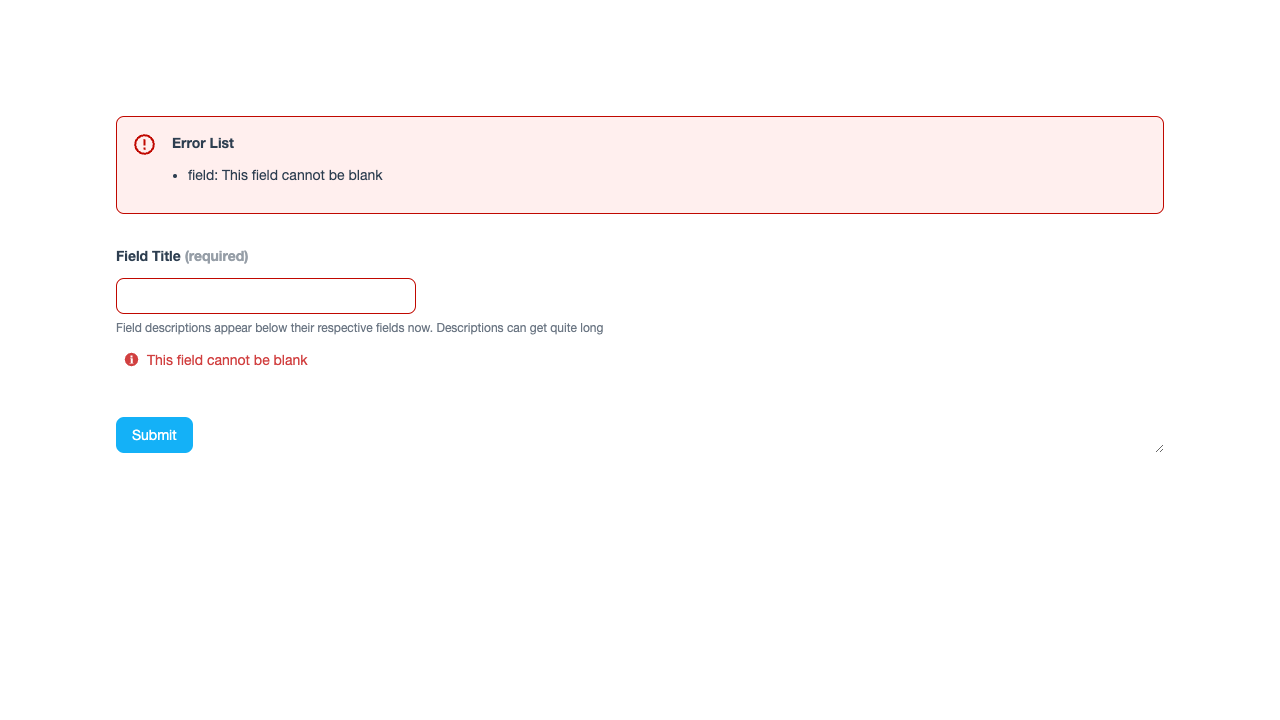 Error List
• field: This field cannot be blank
Field Title (required)
Field descriptions appear below their respective fields now. Descriptions can get quite long
This field cannot be blank
Submit